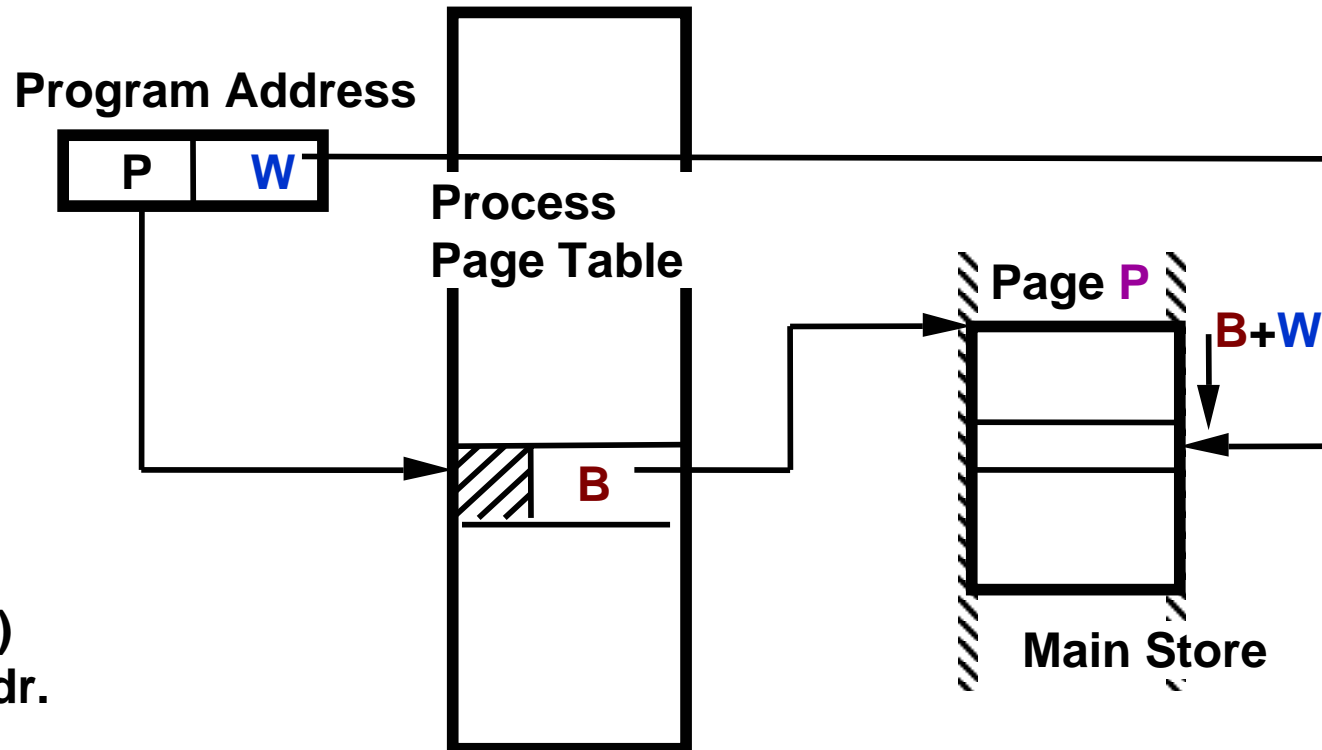 Program Address
P W
Process
Page Table
Page P
B+W
B
)
dr.
Main Store